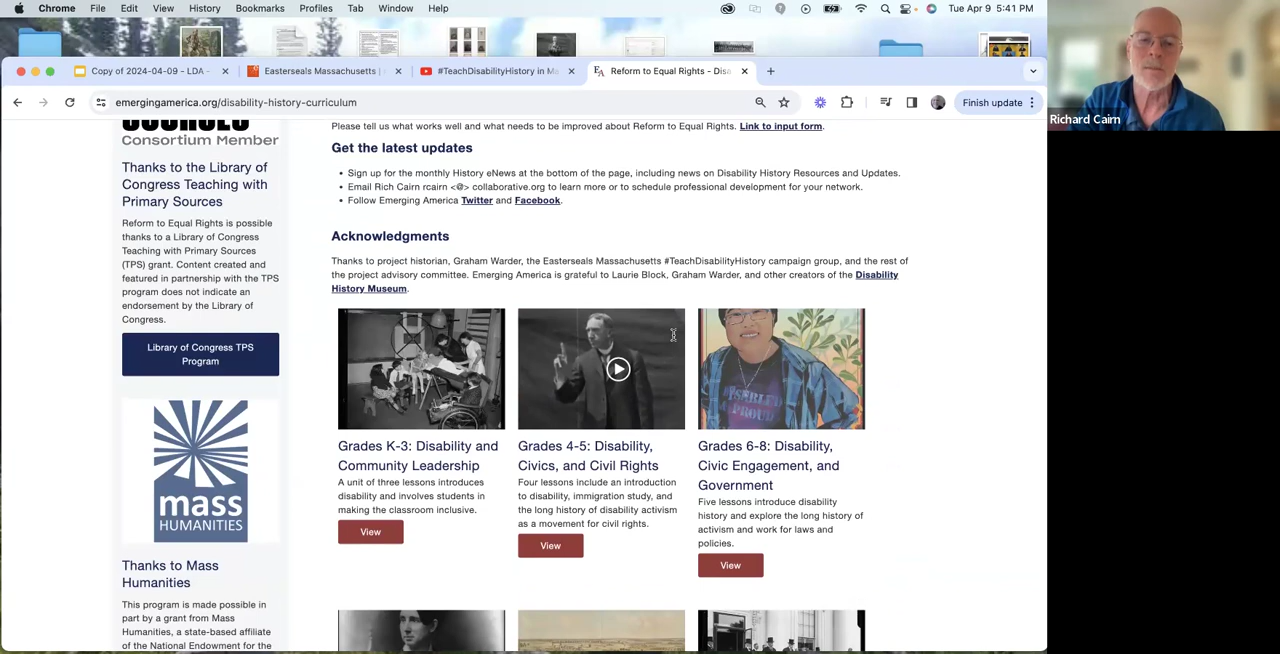 Chrome File Edit View History Bookmarks Profiles Tab Window Help
Tue Apr 9 5:41 PM
Copy of 2024-04-09 - LDA -
Easterseals Massachusetts |
#TeachDisabilityHistory in Ma
EA Reform to Equal Rights - Disa
emergingamerica.org/disability-history-curriculum
Finish update
Consortium Member
Thanks to the Library of
Congress Teaching with
Primary Sources
Reform to Equal Rights is possible
thanks to a Library of Congress
Teaching with Primary Sources
(TPS) grant. Content created and
featured in partnership with the TPS
program does not indicate an
endorsement by the Library of
Congress.
Library of Congress TPS
Program
mass
HUMANITIES
Thanks to Mass
Humanities
This program is made possible in
part by a grant from Mass
Humanities, a state-based affiliate
of the National Endowment for the
Please tell us what works well and what needs to be improved about Reform to Equal Rights. Link to input form.
Get the latest updates
• Sign up for the monthly History eNews at the bottom of the page, including news on Disability History Resources and Updates.
• Email Rich Cairn rcairn <@> collaborative.org to learn more or to schedule professional development for your network.
• Follow Emerging America Twitter and Facebook.
Acknowledgments
Thanks to project historian, Graham Warder, the Easterseals Massachusetts #TeachDisabilityHistory campaign group, and the rest of
the project advisory committee. Emerging America is grateful to Laurie Block, Graham Warder, and other creators of the Disability
History Museum.
Grades K-3: Disability and
Community Leadership
A unit of three lessons introduces
disability and involves students in
making the classroom inclusive.
View
Grades 4-5: Disability,
Civics, and Civil Rights
Four lessons include an introduction
to disability, immigration study, and
the long history of disability activism
as a movement for civil rights.
View
Grades 6-8: Disability,
Civic Engagement, and
Government
Five lessons introduce disability
history and explore the long history of
activism and work for laws and
policies.
View
Richard Cairn